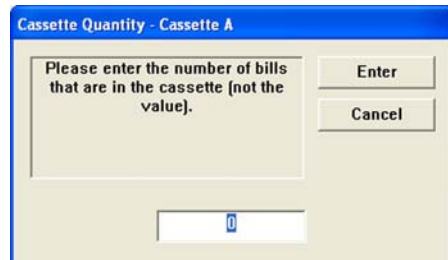 Cassette Quantity - Cassette A
Please enter the number of bills
that are in the cassette (not the
value).
Enter
Cancel
0